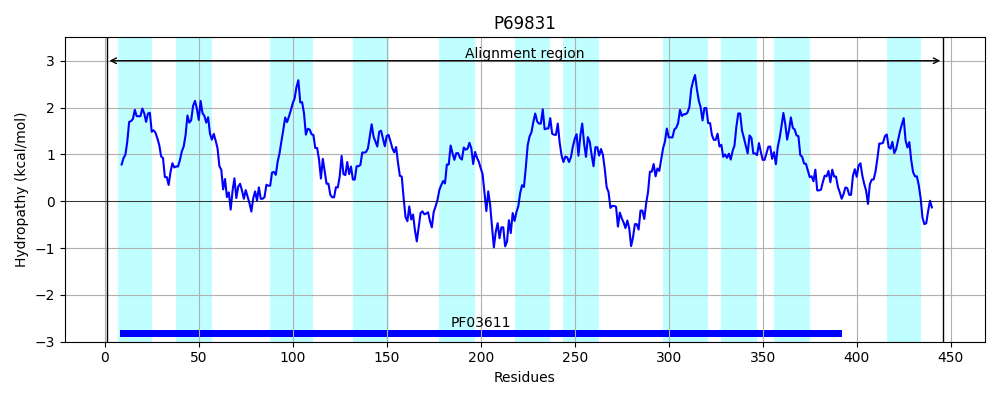 P69831
Alignment region
PF03611
Hydropathy (kcal/mol)
3
2
1
0
−1
−2
−3
0 50 100 150 200 250 300 350 400 450
Residues